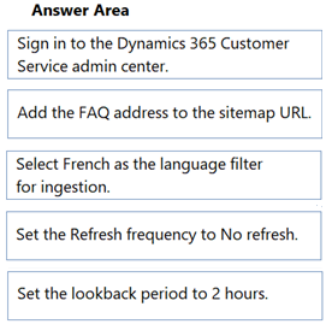 Answer Area
Sign in to the Dynamics 365 Customer
Service admin center.
Add the FAQ address to the sitemap URL.
Select French as the language filter
for ingestion.
Set the Refresh frequency to No refresh.
Set the lookback period to 2 hours.